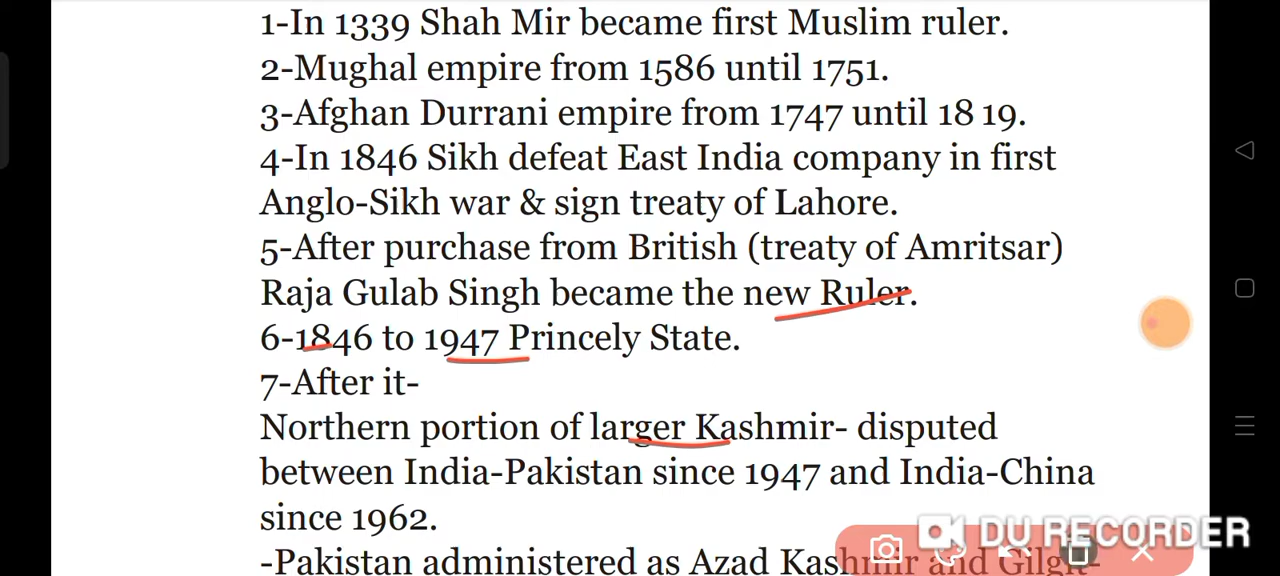 1-In 1339 Shah Mir became first Muslim ruler.
2-Mughal empire from 1586 until 1751.
3-Afghan Durrani empire from 1747 until 18 19.
4-In 1846 Sikh defeat East India company in first
Anglo-Sikh war & sign treaty of Lahore.
5-After purchase from British (treaty of Amritsar)
Raja Gulab Singh became the new Ruler.
6-1846 to 1947 Princely State.
7-After it-
Northern portion of larger Kashmir- disputed
between India-Pakistan since 1947 and India-China
since 1962.
DU RECORDER
-Pakistan administered as Azad Kashmir and Gilgit-